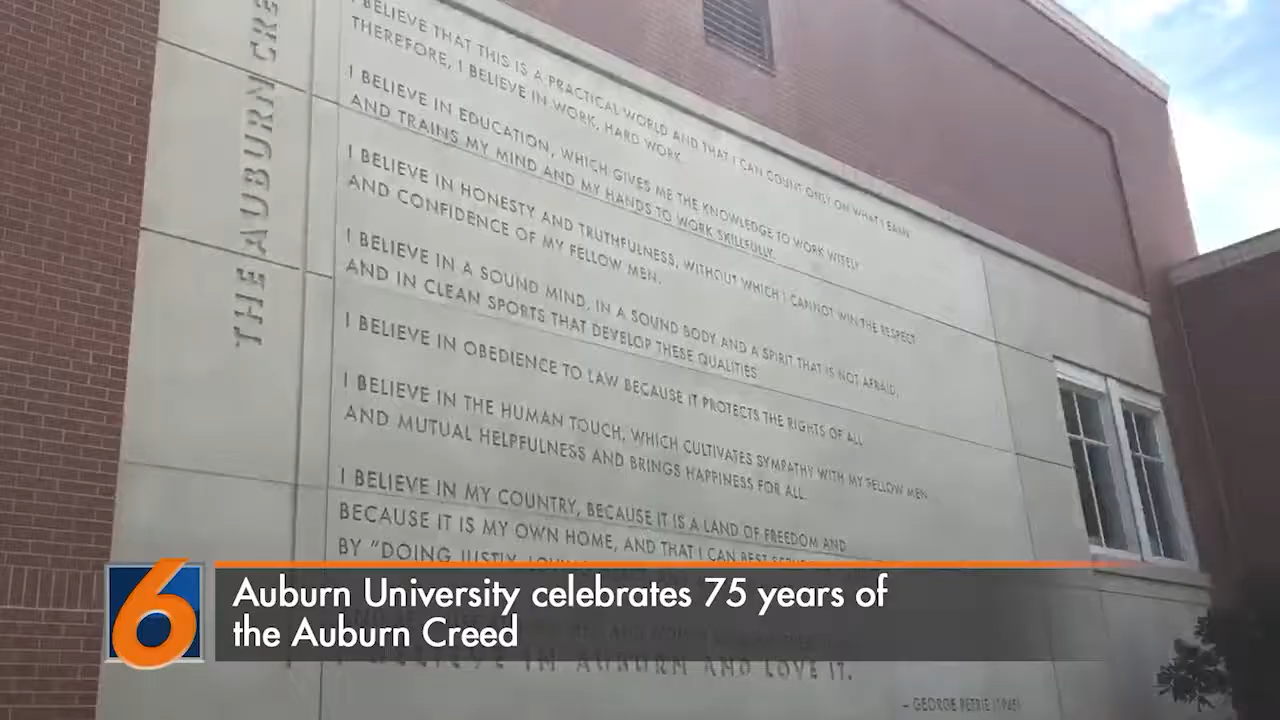 THE AUBURN CRE
I BELIEVE THAT THIS IS A PRACTICAL WORLD AND THAT I CAN COUNT ONLY ON WHAT I EARN.
THEREFORE, I BELIEVE IN WORK, HARD WORK.
I BELIEVE IN EDUCATION, WHICH GIVES ME THE KNOWLEDGE TO WORK WISELY
AND TRAINS MY MIND AND MY HANDS TO WORK SKILLFULLY.
I BELIEVE IN HONESTY AND TRUTHFULNESS, WITHOUT WHICH I CANNOT WIN THE RESPECT
AND CONFIDENCE OF MY FELLOW MEN.
I BELIEVE IN A SOUND MIND, IN A SOUND BODY AND A SPIRIT THAT IS NOT AFRAID,
AND IN CLEAN SPORTS THAT DEVELOP THESE QUALITIES
I BELIEVE IN OBEDIENCE TO LAW BECAUSE IT PROTECTS THE RIGHTS OF ALL
I BELIEVE IN THE HUMAN TOUCH, WHICH CULTIVATES SYMPATHY WITH MY FELLOW MEN
AND MUTUAL HELPFULNESS AND BRINGS HAPPINESS FOR ALL.
I BELIEVE IN MY COUNTRY, BECAUSE IT IS A LAND OF FREEDOM AND
BECAUSE IT IS MY OWN HOME, AND THAT I CAN BEST
BY "DOING JUSTLY,
I BELIEVE IN AUBURN AND LOVE IT.
– GEORGE PETRIE (1945)
6
Auburn University celebrates 75 years of
the Auburn Creed